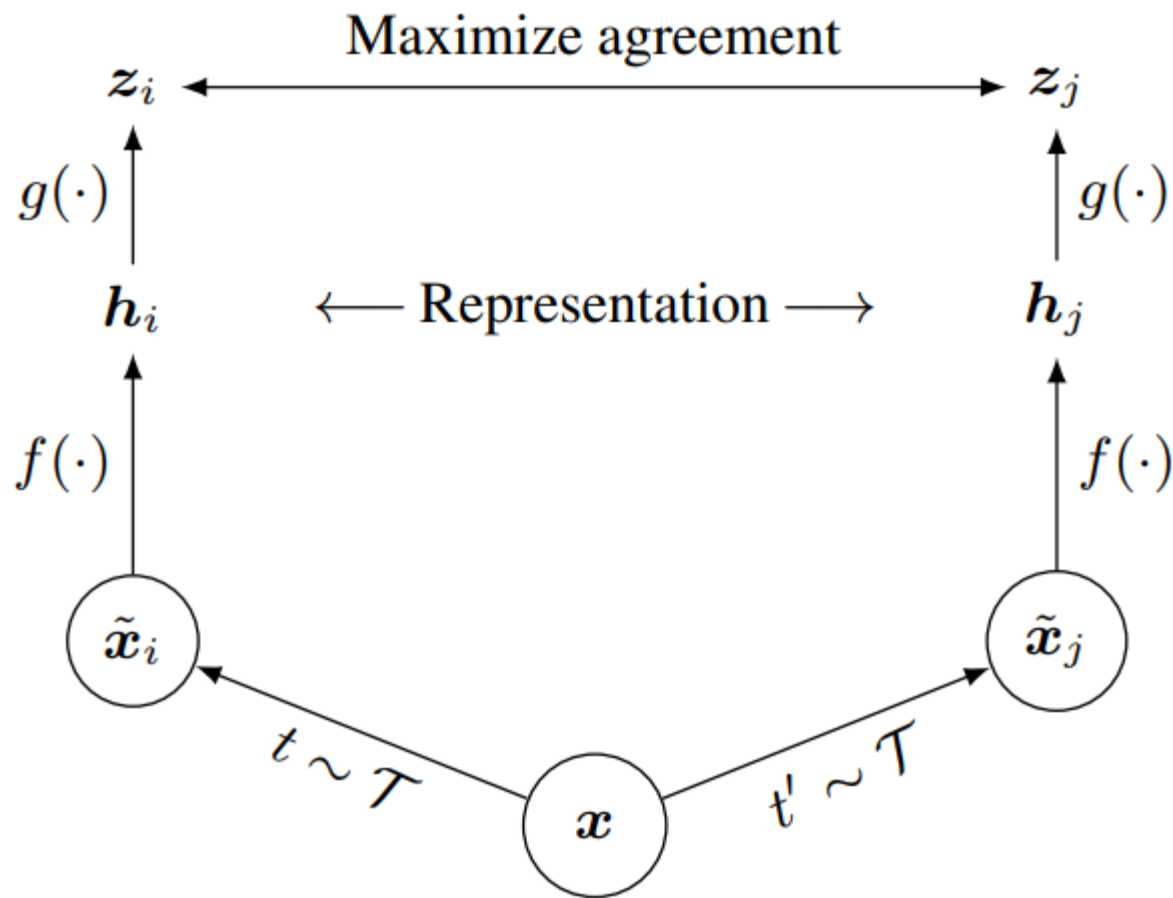 Maximize agreement
z_i z_j
g(·) g(·)
h_i ← Representation → h_j
f(·) f(·)
x̃_i x̃_j
t ∼ 𝒯 t′ ∼ 𝒯
x